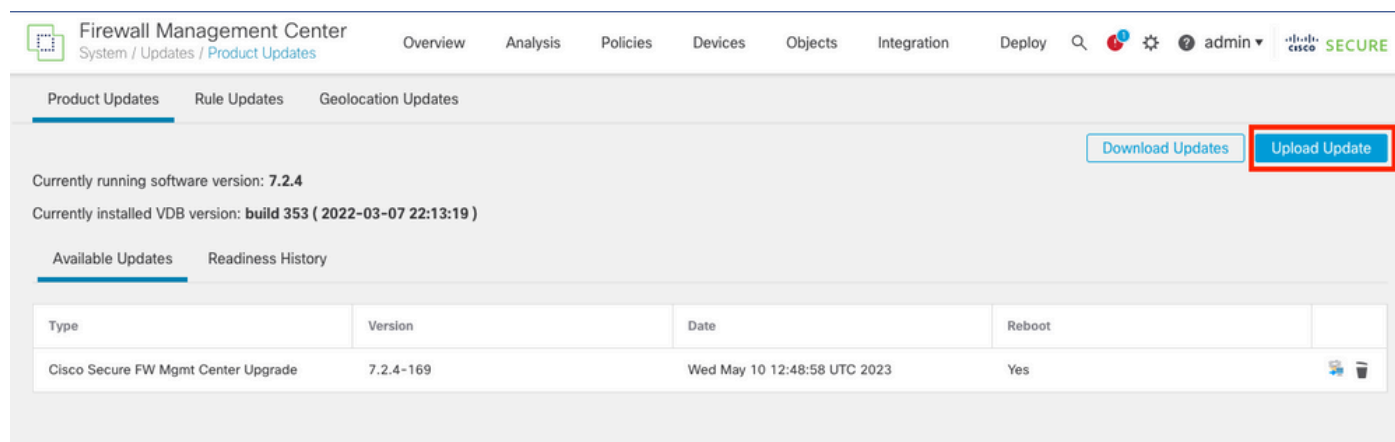 Firewall Management Center
System / Updates / Product Updates
Overview Analysis Policies Devices Objects Integration Deploy 1 ? admin cisco SECURE
Product Updates Rule Updates Geolocation Updates
Download Updates Upload Update
Currently running software version: 7.2.4
Currently installed VDB version: build 353 ( 2022-03-07 22:13:19 )
Available Updates Readiness History
Type Version Date Reboot
Cisco Secure FW Mgmt Center Upgrade 7.2.4-169 Wed May 10 12:48:58 UTC 2023 Yes